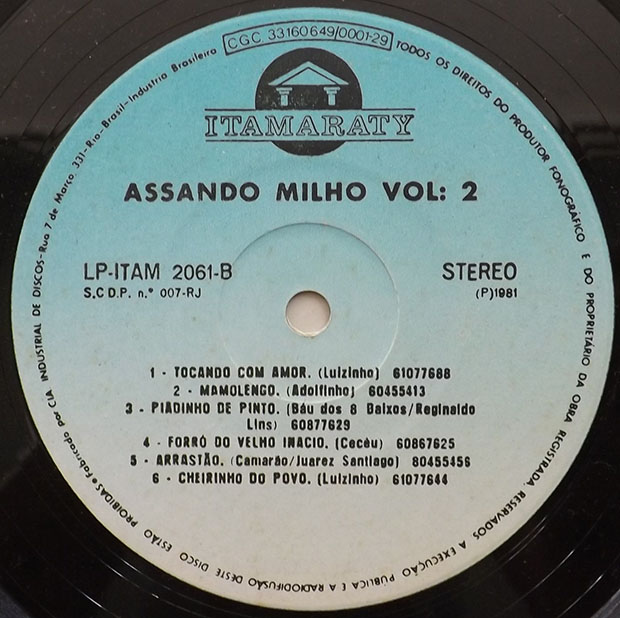 CGC 33160649/0001-29
TODOS OS DIREITOS DO PRODUTOR FONOGRÁFICO E DO PROPRIETÁRIO DA OBRA REGISTRADA, RESERVADOS A EXECUÇÃO PUBLICA E A RADIODIFUSÃO DESTE DISCO ESTÃO PROIBIDAS • Fabricado por CIA INDUSTRIAL DE DISCOS - Rua 7 de Março 331 - Rio - Brasil - Industria Brasileira
ITAMARATY
ASSANDO MILHO VOL: 2
LP-ITAM 2061-B STEREO
S.C D.P. n.º 007-RJ (P)1981
1 - TOCANDO COM AMOR. (Luizinho) 61077688
2 - MAMOLENGO. (Adolfinho) 60455413
3 - PIADINHO DE PINTO. (Báu dos 8 Baixos/Reginaldo
Lins) 60877629
4 - FORRÓ DO VELHO INACIO. (Cecéu) 60867625
5 - ARRASTÃO. (Camarão/Juarez Santiago) 80455456
6 - CHEIRINHO DO POVO. (Luizinho) 61077644